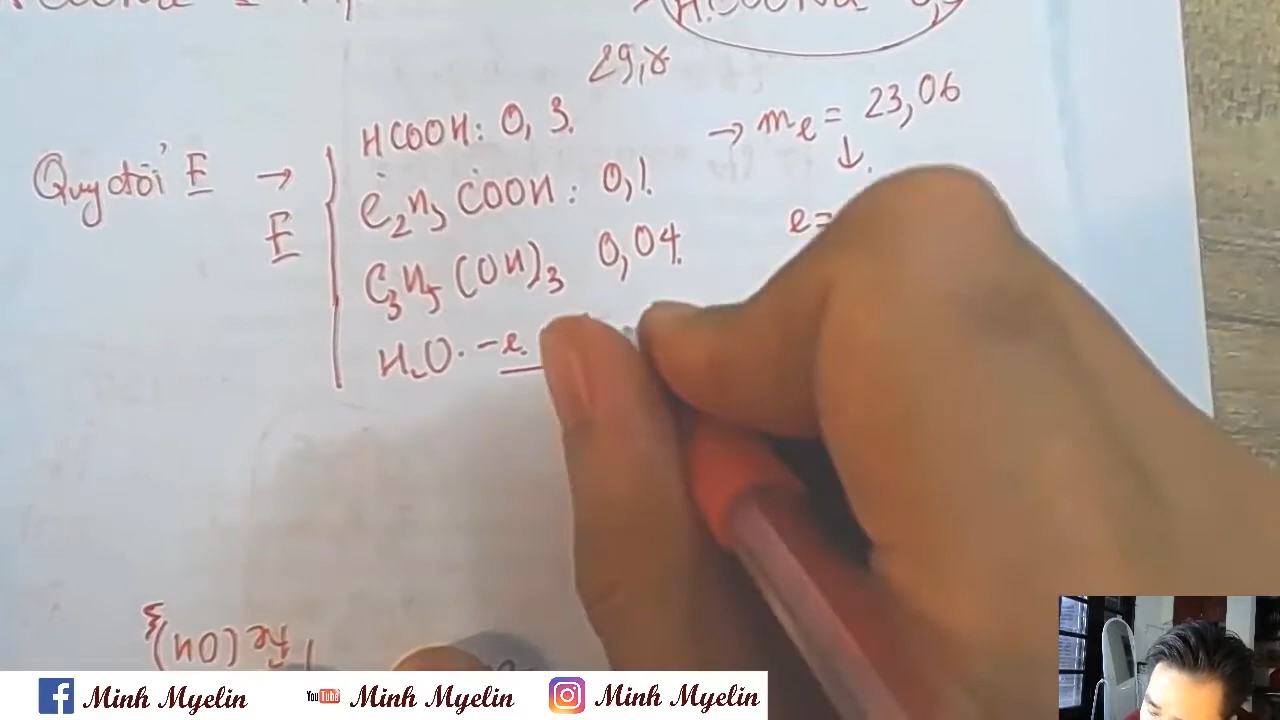 29,8
Quy đổi E → HCOOH: 0,3.
E
C2H5COOH: 0,1.
C3H5(OH)3 0,04.
H2O. -e.
→ me = 23,06
↓
e=
Minh Myelin Minh Myelin Minh Myelin